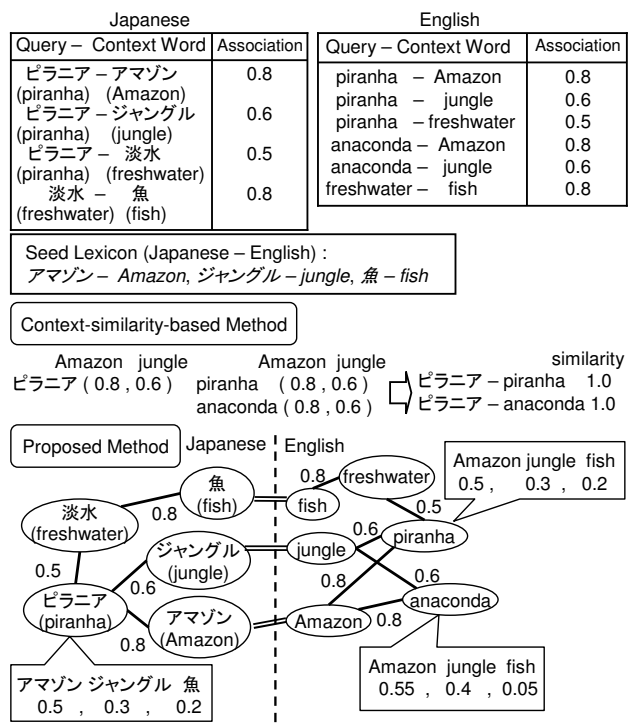 Japanese
Query – Context Word Association
ピラニア – アマゾン 0.8
(piranha) (Amazon)
ピラニア – ジャングル 0.6
(piranha) (jungle)
ピラニア – 淡水 0.5
(piranha) (freshwater)
淡水 – 魚 0.8
(freshwater) (fish)
English
Query – Context Word Association
piranha – Amazon 0.8
piranha – jungle 0.6
piranha – freshwater 0.5
anaconda – Amazon 0.8
anaconda – jungle 0.6
freshwater – fish 0.8
Seed Lexicon (Japanese – English) :
アマゾン – Amazon, ジャングル – jungle, 魚 – fish
Context-similarity-based Method
Amazon jungle
ピラニア ( 0.8 , 0.6 )
Amazon jungle
piranha ( 0.8 , 0.6 )
anaconda ( 0.8 , 0.6 )
similarity
ピラニア – piranha 1.0
ピラニア – anaconda 1.0
Proposed Method
Japanese
English
魚
(fish)
淡水
(freshwater)
0.8
ジャングル
(jungle)
0.5
0.6
ピラニア
(piranha)
アマゾン
(Amazon)
0.8
アマゾン ジャングル 魚
0.5 , 0.3 , 0.2
0.8
freshwater
fish
0.5
piranha
0.6
jungle
0.8
0.6
anaconda
Amazon
0.8
Amazon jungle fish
0.5 , 0.3 , 0.2
Amazon jungle fish
0.55 , 0.4 , 0.05